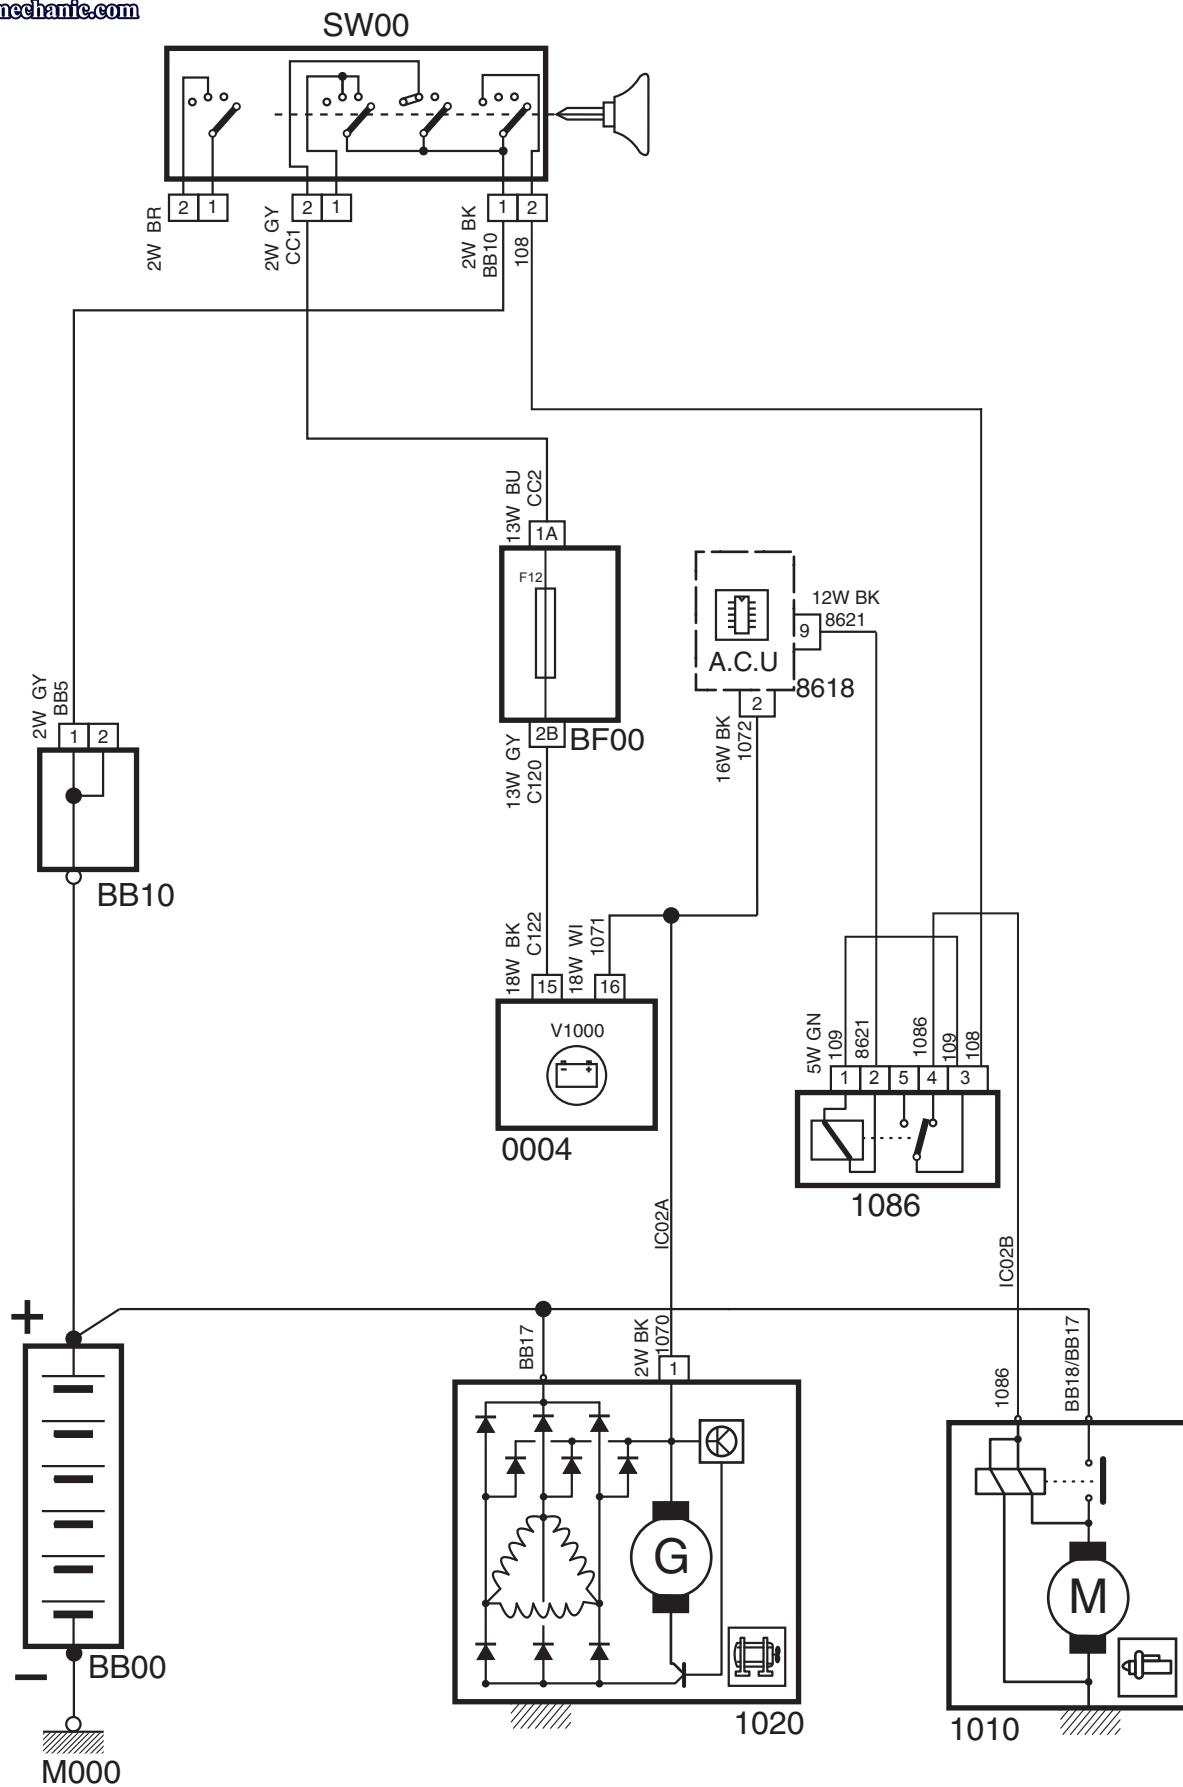 mechanic.com
SW00
2 1
2 1
1 2
2W BR
2W GY
CC1
2W BK
BB10
108
13W BU
CC2
1A
F12
2B
BF00
13W GY
C120
A.C.U
9
12W BK
8621
8618
2
16W BK
1072
2W GY
BB5
1 2
BB10
18W BK
C122
18W WI
1071
15
16
V1000
0004
5W GN
109
8621
1086
109
108
1 2 5 4 3
1086
IC02A
IC02B
+
BB17
2W BK
1070
1
1086
BB18/BB17
G
M
−
BB00
1020
1010
M000